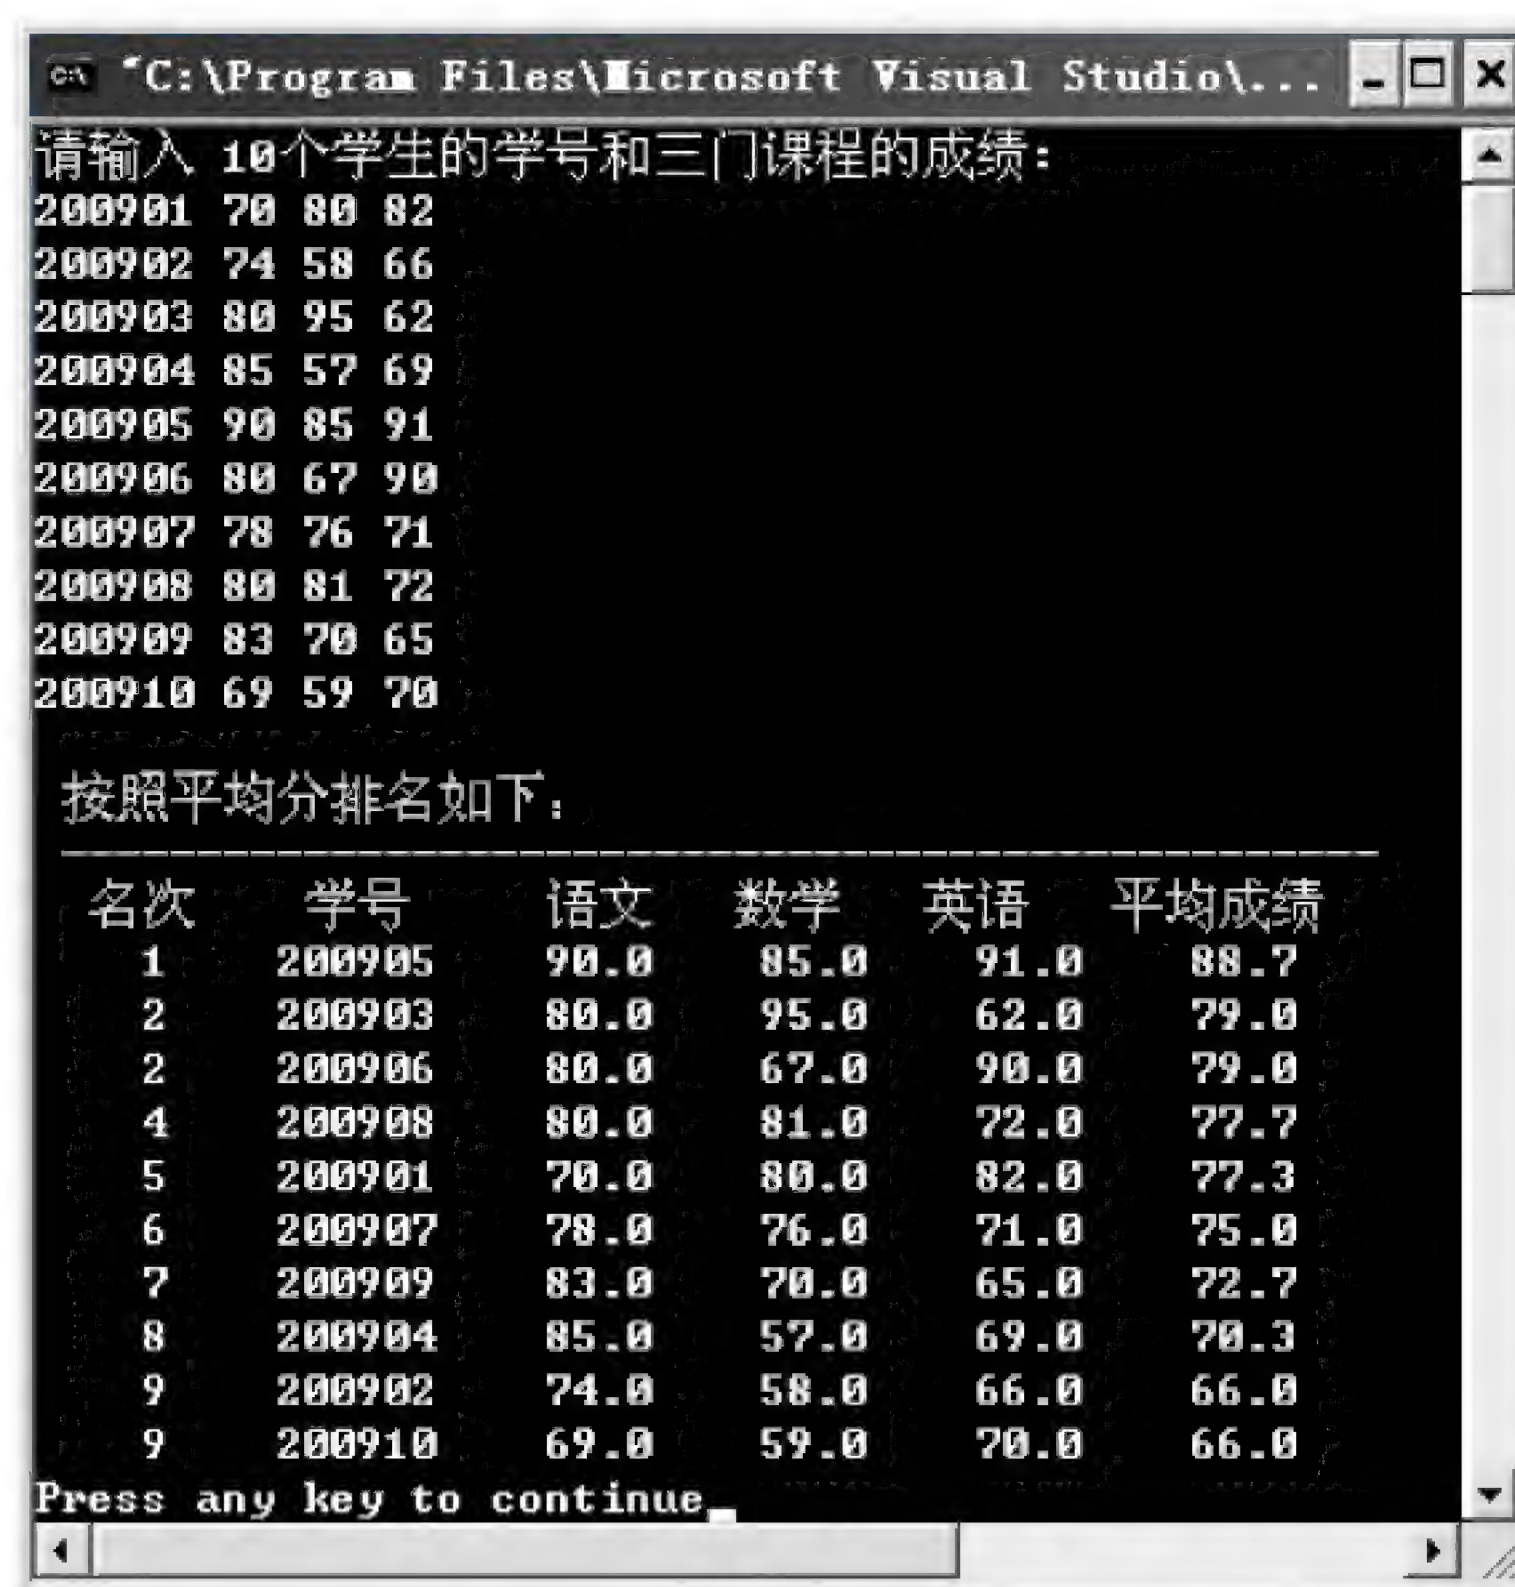 "C:\Program Files\Microsoft Visual Studio\...
请输入 10个学生的学号和三门课程的成绩:
200901 70 80 82
200902 74 58 66
200903 80 95 62
200904 85 57 69
200905 90 85 91
200906 80 67 90
200907 78 76 71
200908 80 81 72
200909 83 70 65
200910 69 59 70
按照平均分排名如下:
--------------------------------------------------
名次 学号 语文 数学 英语 平均成绩
1 200905 90.0 85.0 91.0 88.7
2 200903 80.0 95.0 62.0 79.0
2 200906 80.0 67.0 90.0 79.0
4 200908 80.0 81.0 72.0 77.7
5 200901 70.0 80.0 82.0 77.3
6 200907 78.0 76.0 71.0 75.0
7 200909 83.0 70.0 65.0 72.7
8 200904 85.0 57.0 69.0 70.3
9 200902 74.0 58.0 66.0 66.0
9 200910 69.0 59.0 70.0 66.0
Press any key to continue_